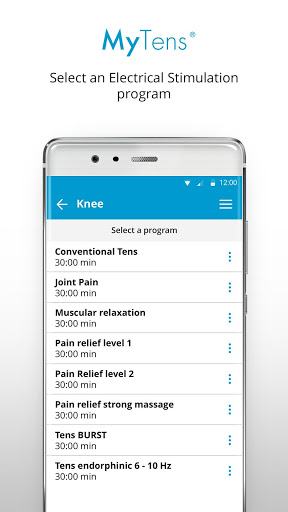 MyTens®
Select an Electrical Stimulation
program
12:00
Knee
Select a program
Conventional Tens
30:00 min
Joint Pain
30:00 min
Muscular relaxation
30:00 min
Pain relief level 1
30:00 min
Pain Relief level 2
30:00 min
Pain relief strong massage
30:00 min
Tens BURST
30:00 min
Tens endorphinic 6 - 10 Hz
30:00 min